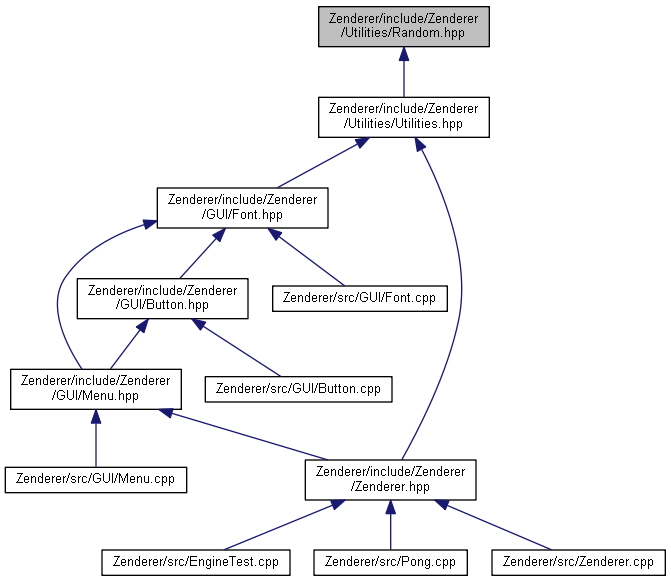 Zenderer/include/Zenderer
/Utilities/Random.hpp
Zenderer/include/Zenderer
/Utilities/Utilities.hpp
Zenderer/include/Zenderer
/GUI/Font.hpp
Zenderer/include/Zenderer
/GUI/Button.hpp
Zenderer/src/GUI/Font.cpp
Zenderer/include/Zenderer
/GUI/Menu.hpp
Zenderer/src/GUI/Button.cpp
Zenderer/src/GUI/Menu.cpp
Zenderer/include/Zenderer
/Zenderer.hpp
Zenderer/src/EngineTest.cpp
Zenderer/src/Pong.cpp
Zenderer/src/Zenderer.cpp